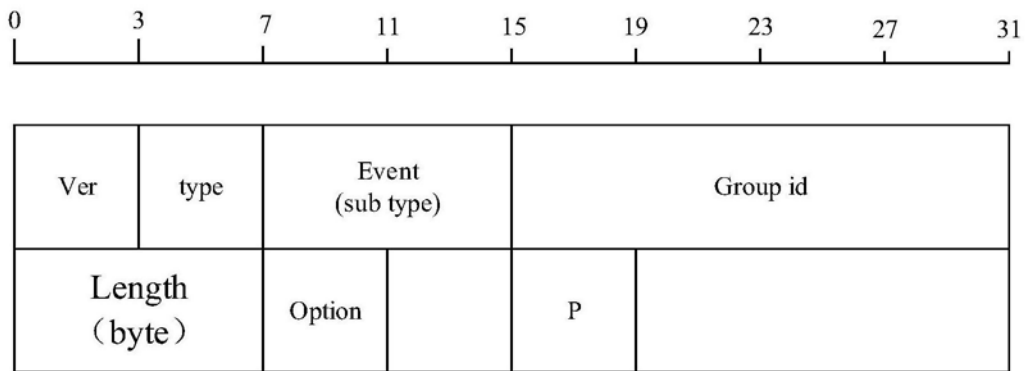 0 3 7 11 15 19 23 27 31
Ver type Event Group id
(sub type)
Length Option P
（byte）